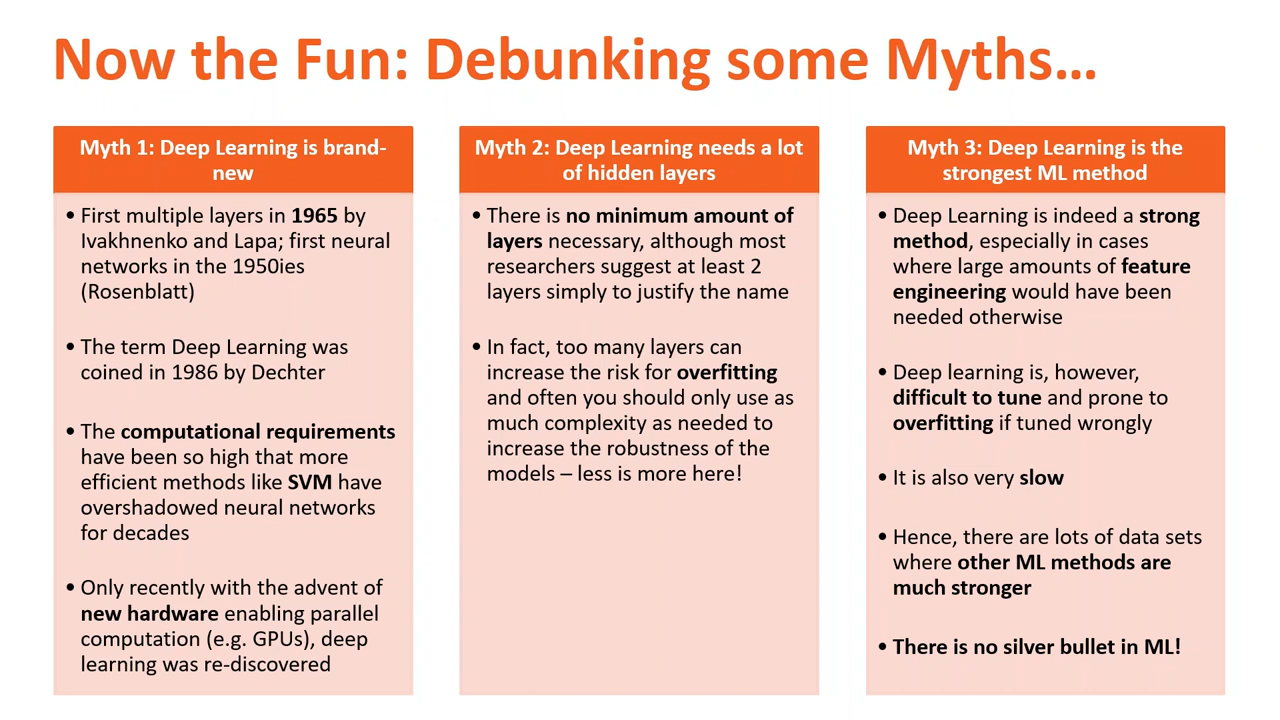 Now the Fun: Debunking some Myths…
Myth 1: Deep Learning is brand-
new
• First multiple layers in 1965 by
Ivakhnenko and Lapa; first neural
networks in the 1950ies
(Rosenblatt)
• The term Deep Learning was
coined in 1986 by Dechter
• The computational requirements
have been so high that more
efficient methods like SVM have
overshadowed neural networks
for decades
• Only recently with the advent of
new hardware enabling parallel
computation (e.g. GPUs), deep
learning was re-discovered
Myth 2: Deep Learning needs a lot
of hidden layers
• There is no minimum amount of
layers necessary, although most
researchers suggest at least 2
layers simply to justify the name
• In fact, too many layers can
increase the risk for overfitting
and often you should only use as
much complexity as needed to
increase the robustness of the
models – less is more here!
Myth 3: Deep Learning is the
strongest ML method
• Deep Learning is indeed a strong
method, especially in cases
where large amounts of feature
engineering would have been
needed otherwise
• Deep learning is, however,
difficult to tune and prone to
overfitting if tuned wrongly
• It is also very slow
• Hence, there are lots of data sets
where other ML methods are
much stronger
• There is no silver bullet in ML!